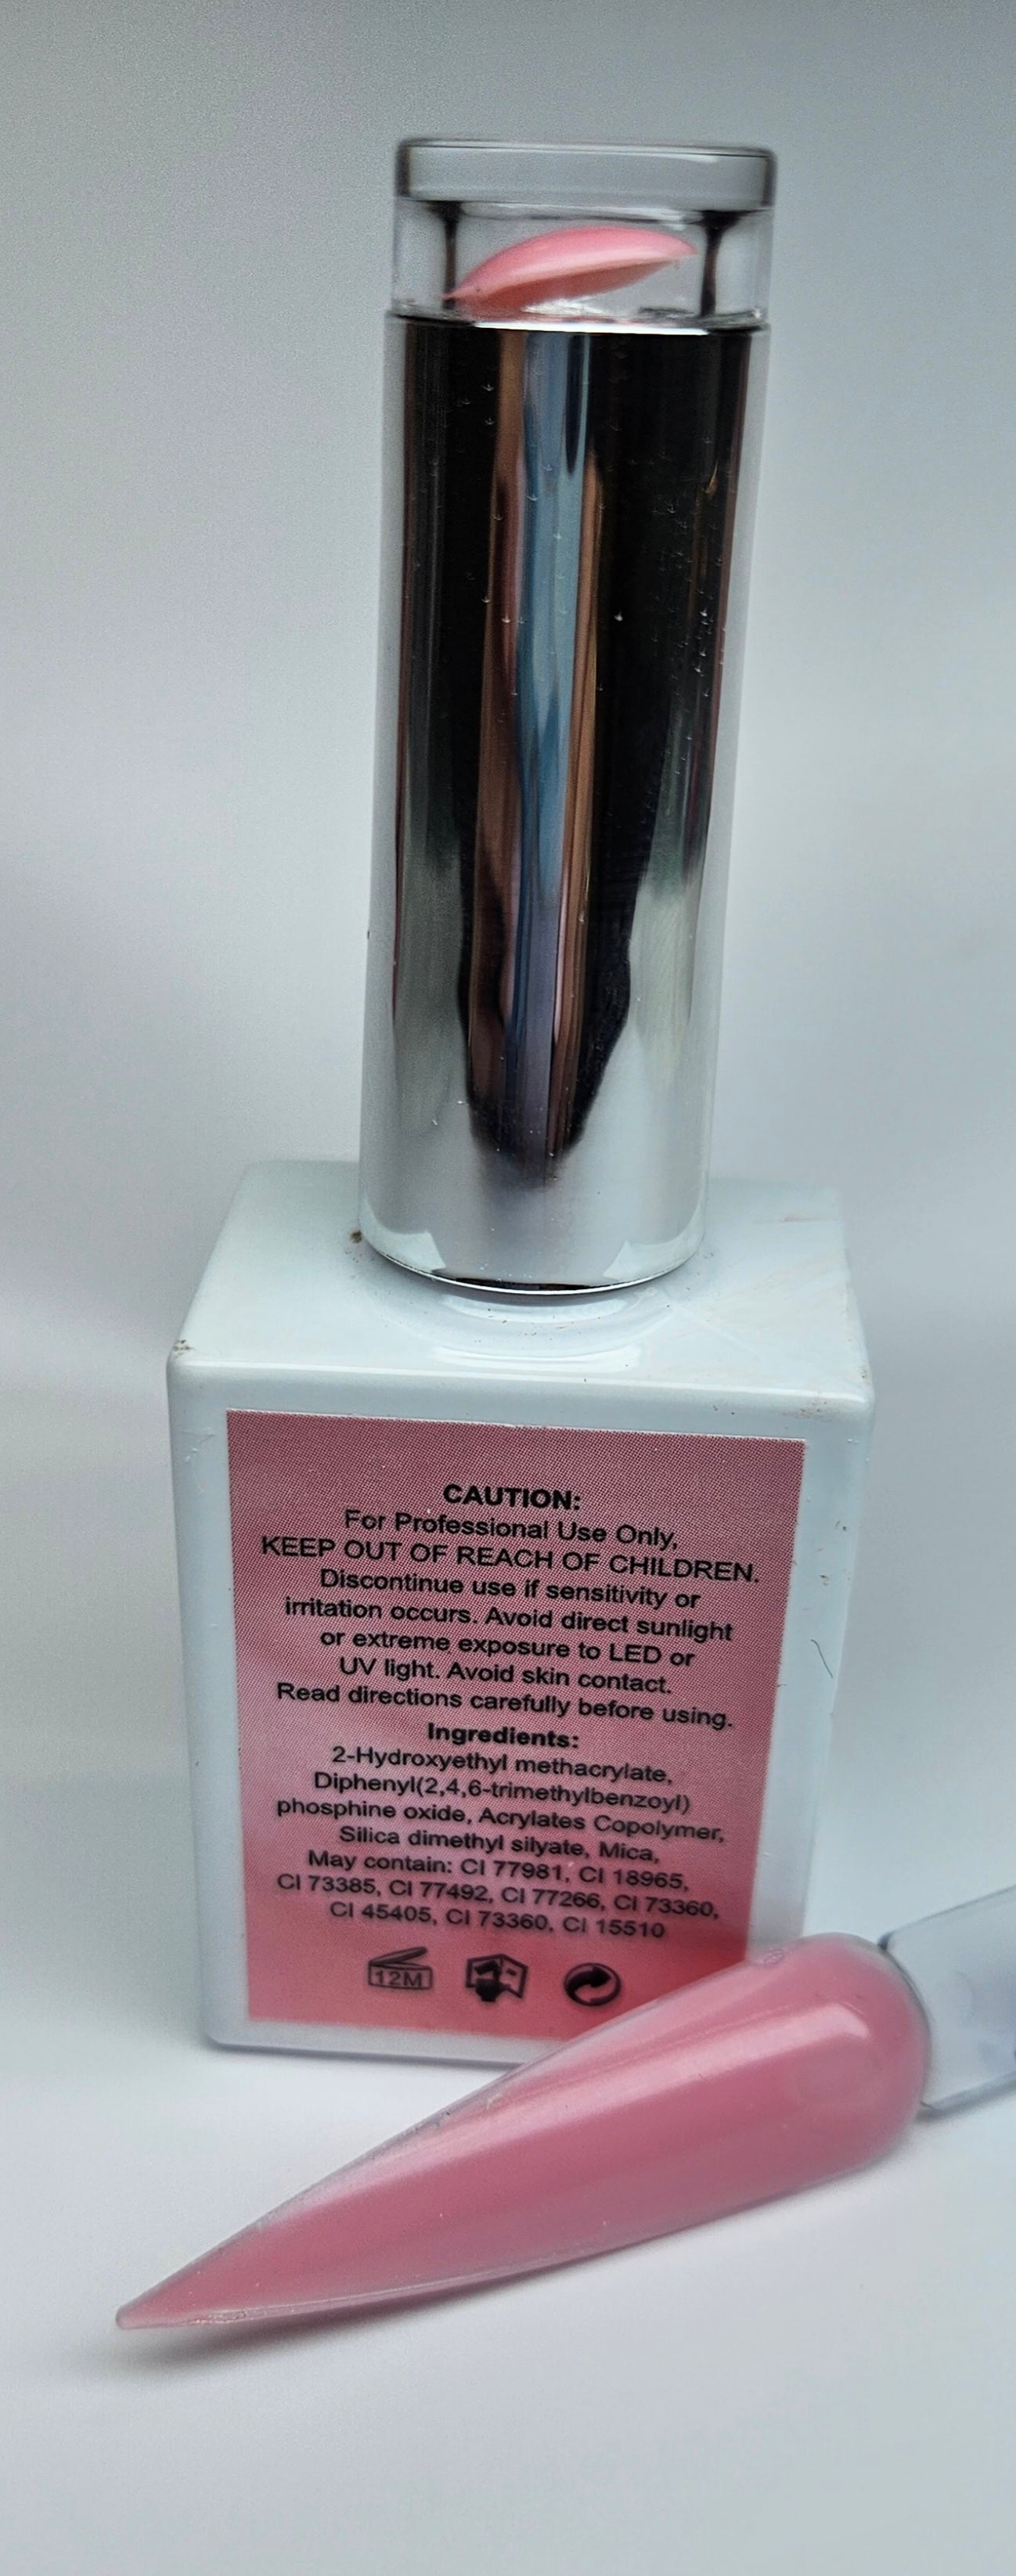 CAUTION:
For Professional Use Only,
KEEP OUT OF REACH OF CHILDREN.
Discontinue use if sensitivity or
irritation occurs. Avoid direct sunlight
or extreme exposure to LED or
UV light. Avoid skin contact.
Read directions carefully before using.
Ingredients:
2-Hydroxyethyl methacrylate,
Diphenyl(2,4,6-trimethylbenzoyl)
phosphine oxide, Acrylates Copolymer,
Silica dimethyl silyate, Mica,
May contain: CI 77981, CI 18965,
CI 73385, CI 77492, CI 77266, CI 73360,
CI 45405, CI 73360, CI 15510
12M